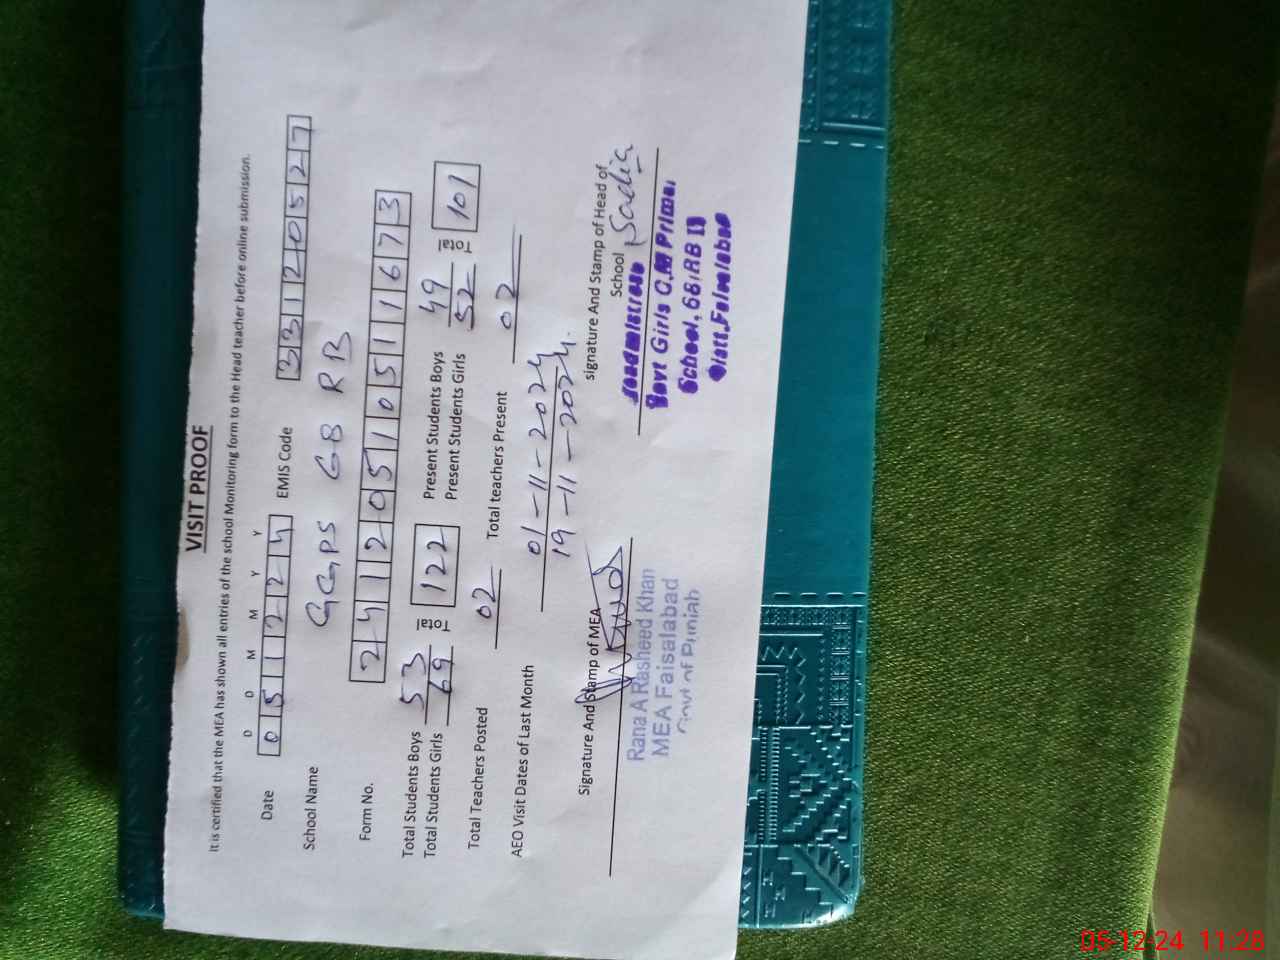 VISIT PROOF
It is certified that the MEA has shown all entries of the school Monitoring form to the Head teacher before online submission.
D D M M Y Y
Date 0 5 1 2 2 4 EMIS Code 3 3 1 2 0 5 2 7
School Name GGPS GB RB
Form No. 2 4 1 2 0 5 1 0 5 1 1 6 7 3
Total Students Boys 53 Total 122 Present Students Boys 49 Total 101
Total Students Girls 69 Present Students Girls 52
Total Teachers Posted 02 Total teachers Present 02
AEO Visit Dates of Last Month 01-11-2024
19-11-2024.
Signature And Stamp of MEA signature And Stamp of Head of
School Sadia
Rana A Rasheed Khan
MEA Faisalabad
Govt of Punjab
Govt Girls
School, 68/RB
Distt, Faisalabad
05-12-24 11:28